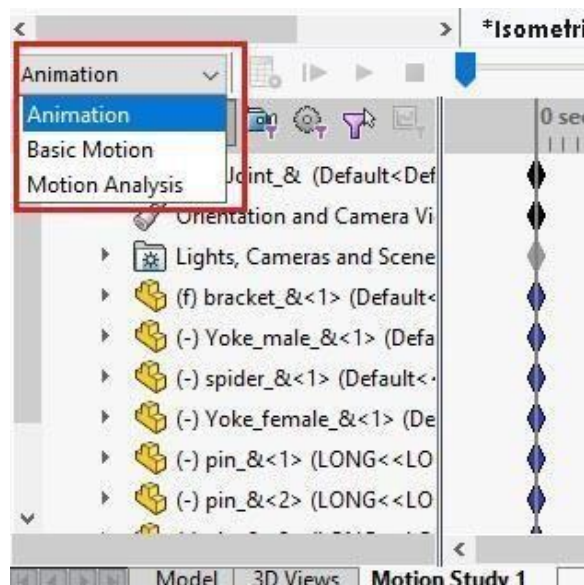 *Isometri
Animation
Animation
Basic Motion
Motion Analysis
0 sec
Joint_& (Default<Def
Orientation and Camera Vi
Lights, Cameras and Scene
(f) bracket_&<1> (Default<
(-) Yoke_male_&<1> (Defa
(-) spider_&<1> (Default<
(-) Yoke_female_&<1> (De
(-) pin_&<1> (LONG<<LO
(-) pin_&<2> (LONG<<LO
Model
3D Views
Motion Study 1